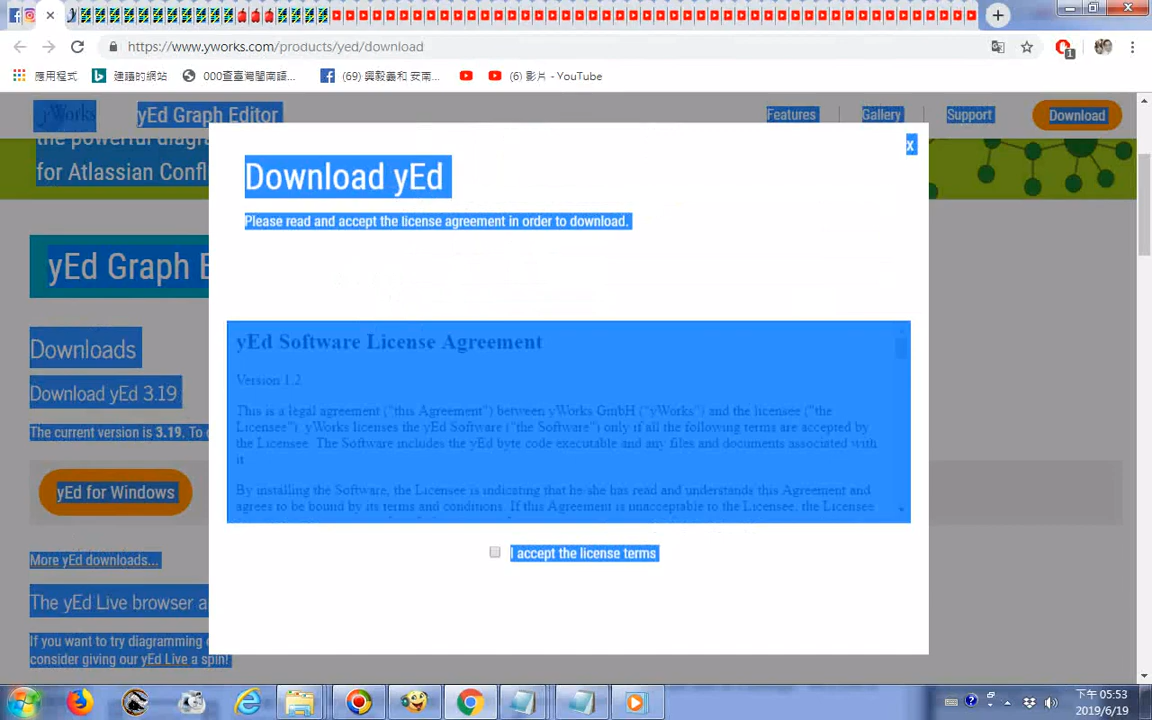 https://www.yworks.com/products/yed/download
應用程式
建福的網站
000查臺灣閩南語...
(69) 興毅義和 安南...
(6) 影片 - YouTube
yWorks
yEd Graph Editor
Features
Gallery
Support
Download
the powerful diagra
for Atlassian Confl
x
Download yEd
Please read and accept the license agreement in order to download.
yEd Graph E
yEd Software License Agreement
Version 1.2
This is a legal agreement ("this Agreement") between yWorks GmbH ("yWorks") and the licensee ("the
Licensee"). yWorks licenses the yEd Software ("the Software") only if all the following terms are accepted by
the Licensee. The Software includes the yEd byte code executable and any files and documents associated with
it.
By installing the Software, the Licensee is indicating that he/she has read and understands this Agreement and
agrees to be bound by its terms and conditions. If this Agreement is unacceptable to the Licensee, the Licensee
I accept the license terms
Downloads
Download yEd 3.19
The current version is 3.19. To
yEd for Windows
More yEd downloads...
The yEd Live browser a
If you want to try diagramming
consider giving our yEd Live a spin!
下午 05:53
2019/6/19